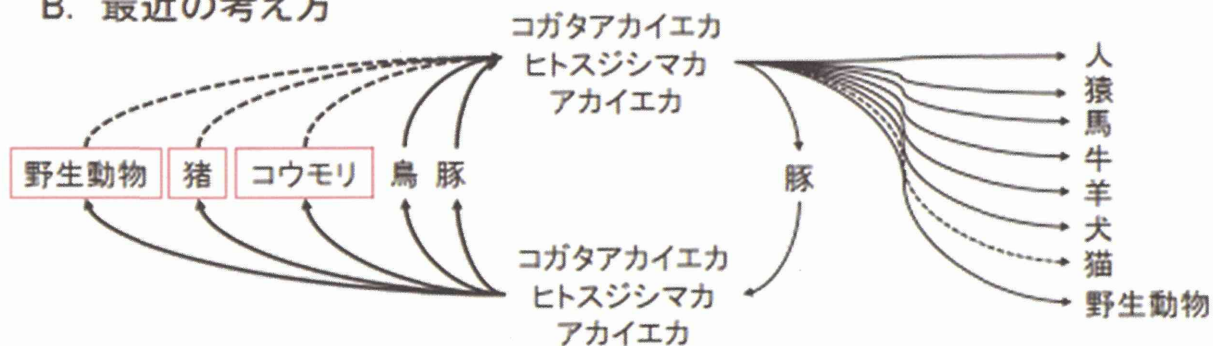 B. 最近の考え方
コガタアカイエカ
ヒトスジシマカ
アカイエカ
野生動物 猪 コウモリ 鳥 豚
豚
人
猿
馬
牛
羊
犬
猫
野生動物
コガタアカイエカ
ヒトスジシマカ
アカイエカ